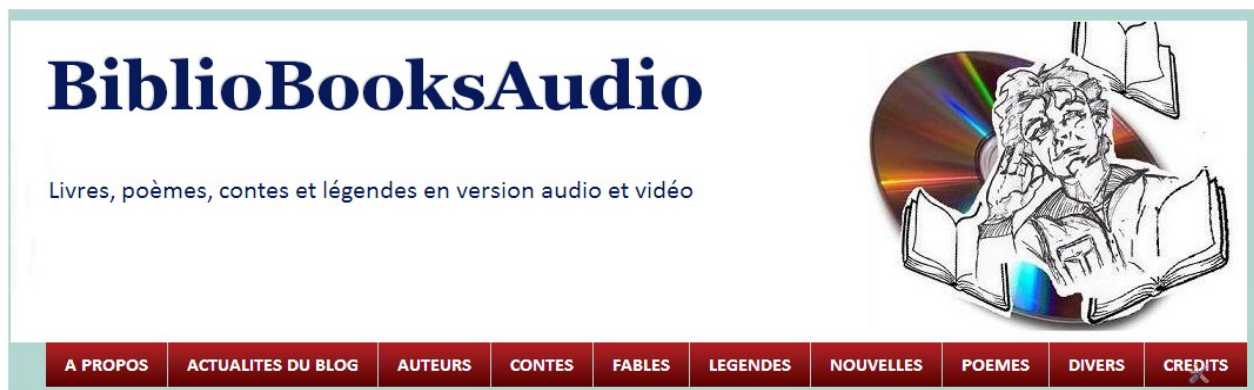 BiblioBooksAudio
Livres, poèmes, contes et légendes en version audio et vidéo
A PROPOS ACTUALITES DU BLOG AUTEURS CONTES FABLES LEGENDES NOUVELLES POEMES DIVERS CREDITS